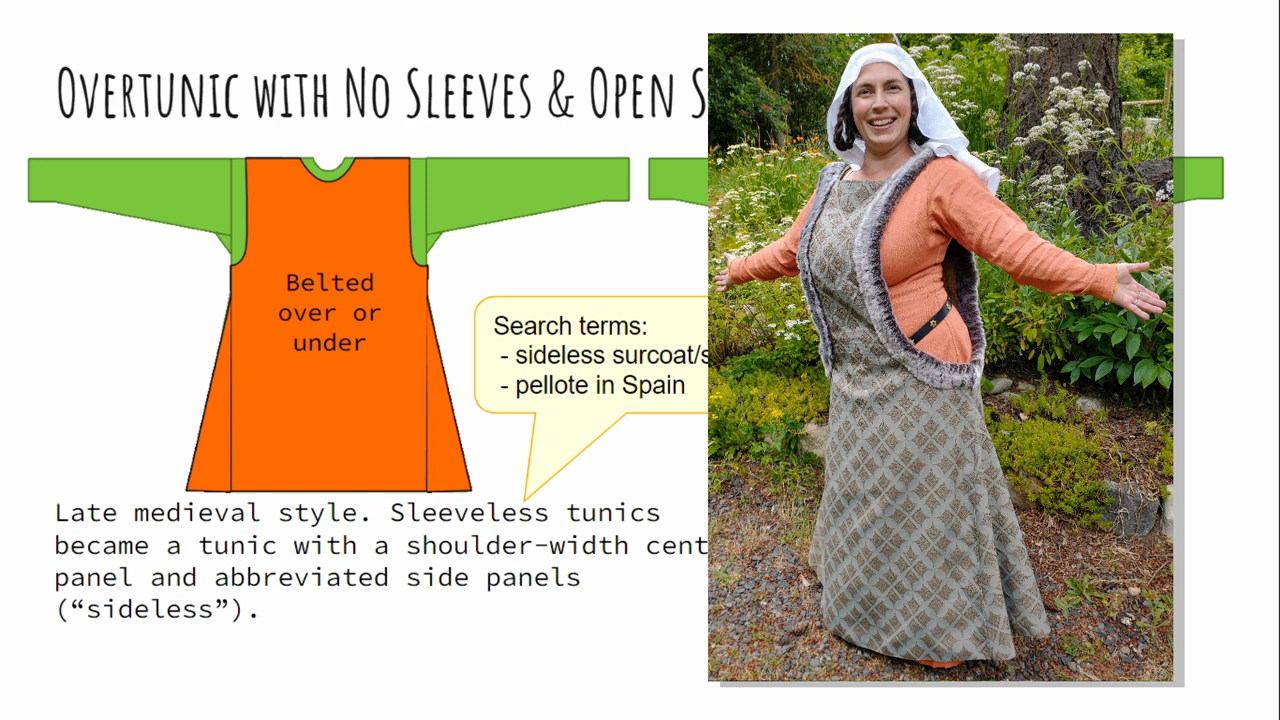 Overtunic with No Sleeves & Open S
Belted
over or
under
Search terms:
- sideless surcoat/s
- pellote in Spain
Late medieval style. Sleeveless tunics
became a tunic with a shoulder-width cent
panel and abbreviated side panels
(“sideless”).